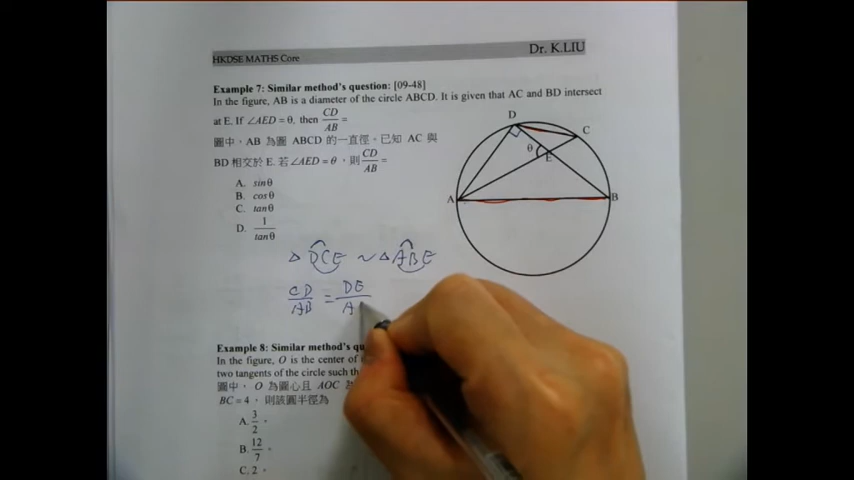 HKDSE MATHS Core
Dr. K.LIU
Example 7: Similar method's question: [09-48]
In the figure, AB is a diameter of the circle ABCD. It is given that AC and BD intersect
at E. If ∠AED = θ, then CD/AB =
圖中，AB 為圓 ABCD 的一直徑。已知 AC 與
BD 相交於 E. 若∠AED = θ，則 CD/AB =
A. sinθ
B. cosθ
C. tanθ
D. 1/tanθ
D
C
θ
E
A
B
△ DCE ~ △ ABE
CD/AB = DE/A
Example 8: Similar method's qu
In the figure, O is the center of
two tangents of the circle such th
圖中，O 為圓心且 AOC
BC = 4，則該圓半徑為
A. 3/2。
B. 12/7。
C. 2。